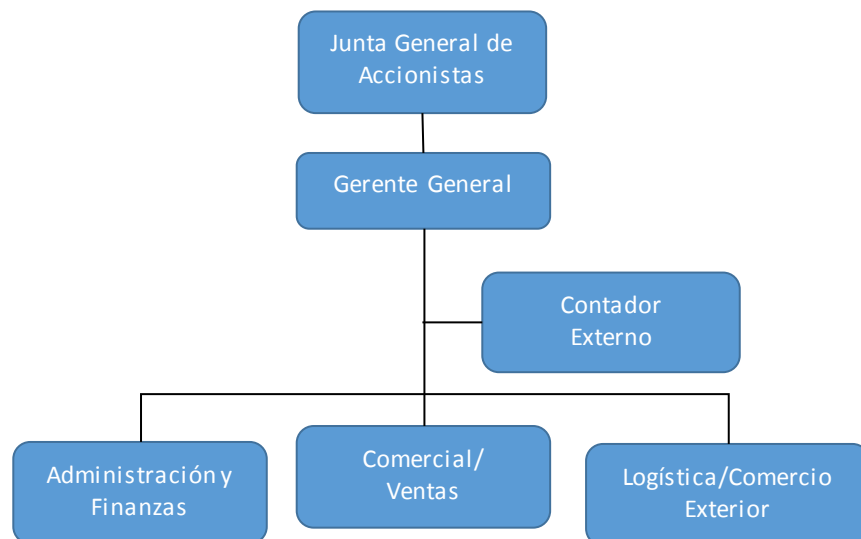 Junta General de
Accionistas
Gerente General
Contador
Externo
Administración y
Finanzas
Comercial/
Ventas
Logística/Comercio
Exterior